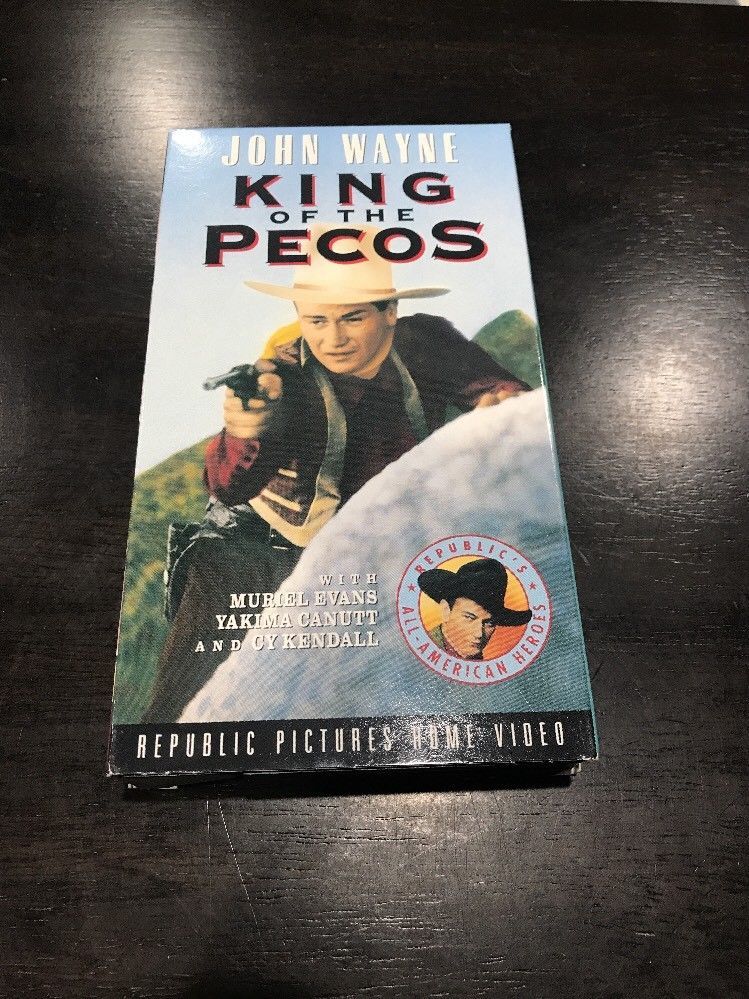 JOHN WAYNE
KING
OF THE
PECOS
WITH
MURIEL EVANS
YAKIMA CANUTT
AND CY KENDALL
REPUBLIC'S
ALL-AMERICAN HEROES
REPUBLIC PICTURES HOME VIDEO